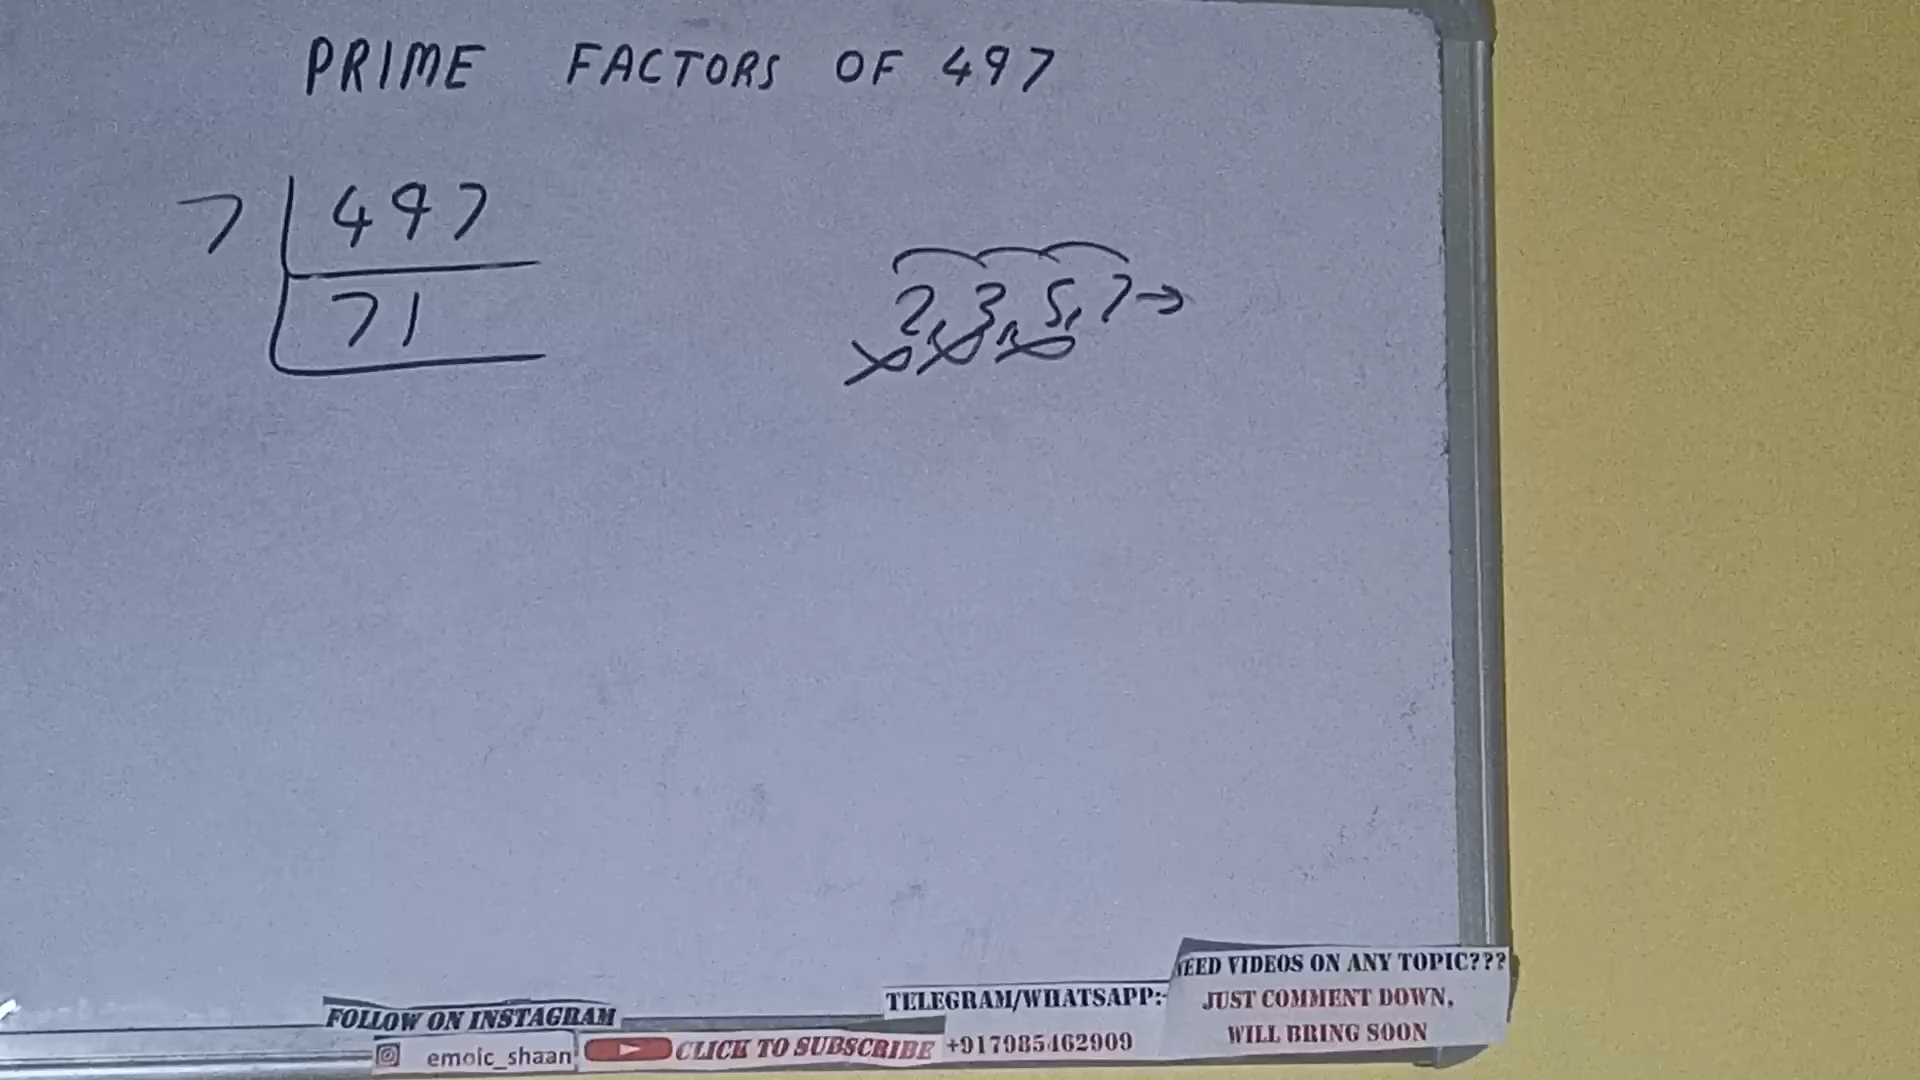 PRIME FACTORS OF 497
7 497
71
2, 3, 5, 7→
NEED VIDEOS ON ANY TOPIC???
JUST COMMENT DOWN,
WILL BRING SOON
TELEGRAM/WHATSAPP:-
+917985462909
FOLLOW ON INSTAGRAM
emoic_shaan
CLICK TO SUBSCRIBE